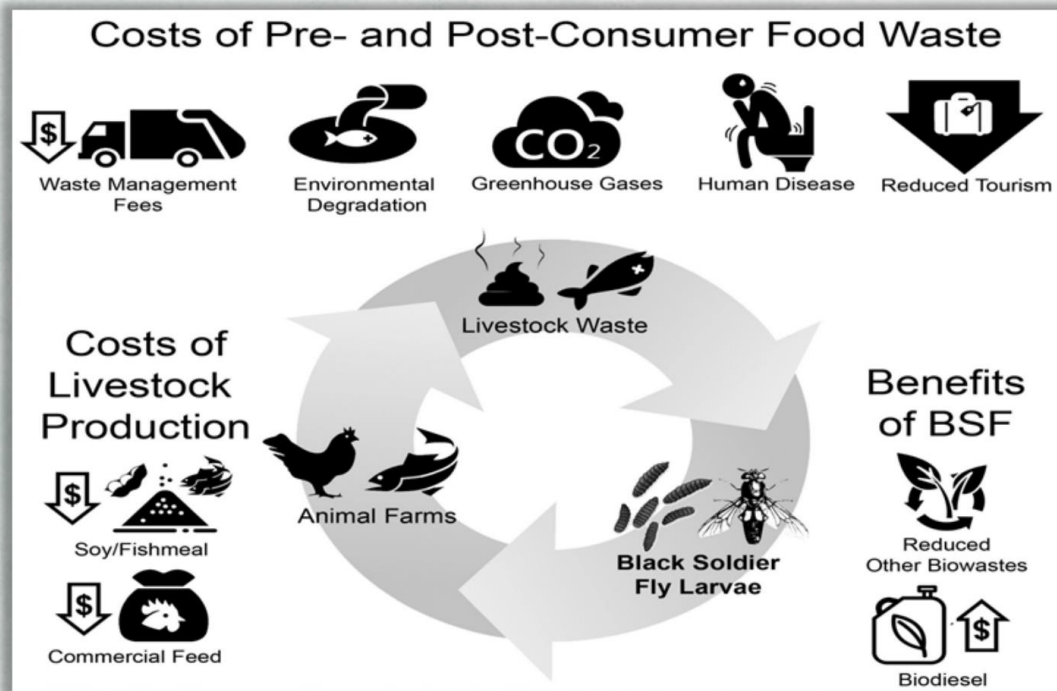 Costs of Pre- and Post-Consumer Food Waste
$
Waste Management
Fees
Environmental
Degradation
CO2
Greenhouse Gases
Human Disease
Reduced Tourism
Livestock Waste
Costs of
Livestock
Production
$
Soy/Fishmeal
$
Commercial Feed
Animal Farms
Black Soldier
Fly Larvae
Benefits
of BSF
Reduced
Other Biowastes
$
Biodiesel